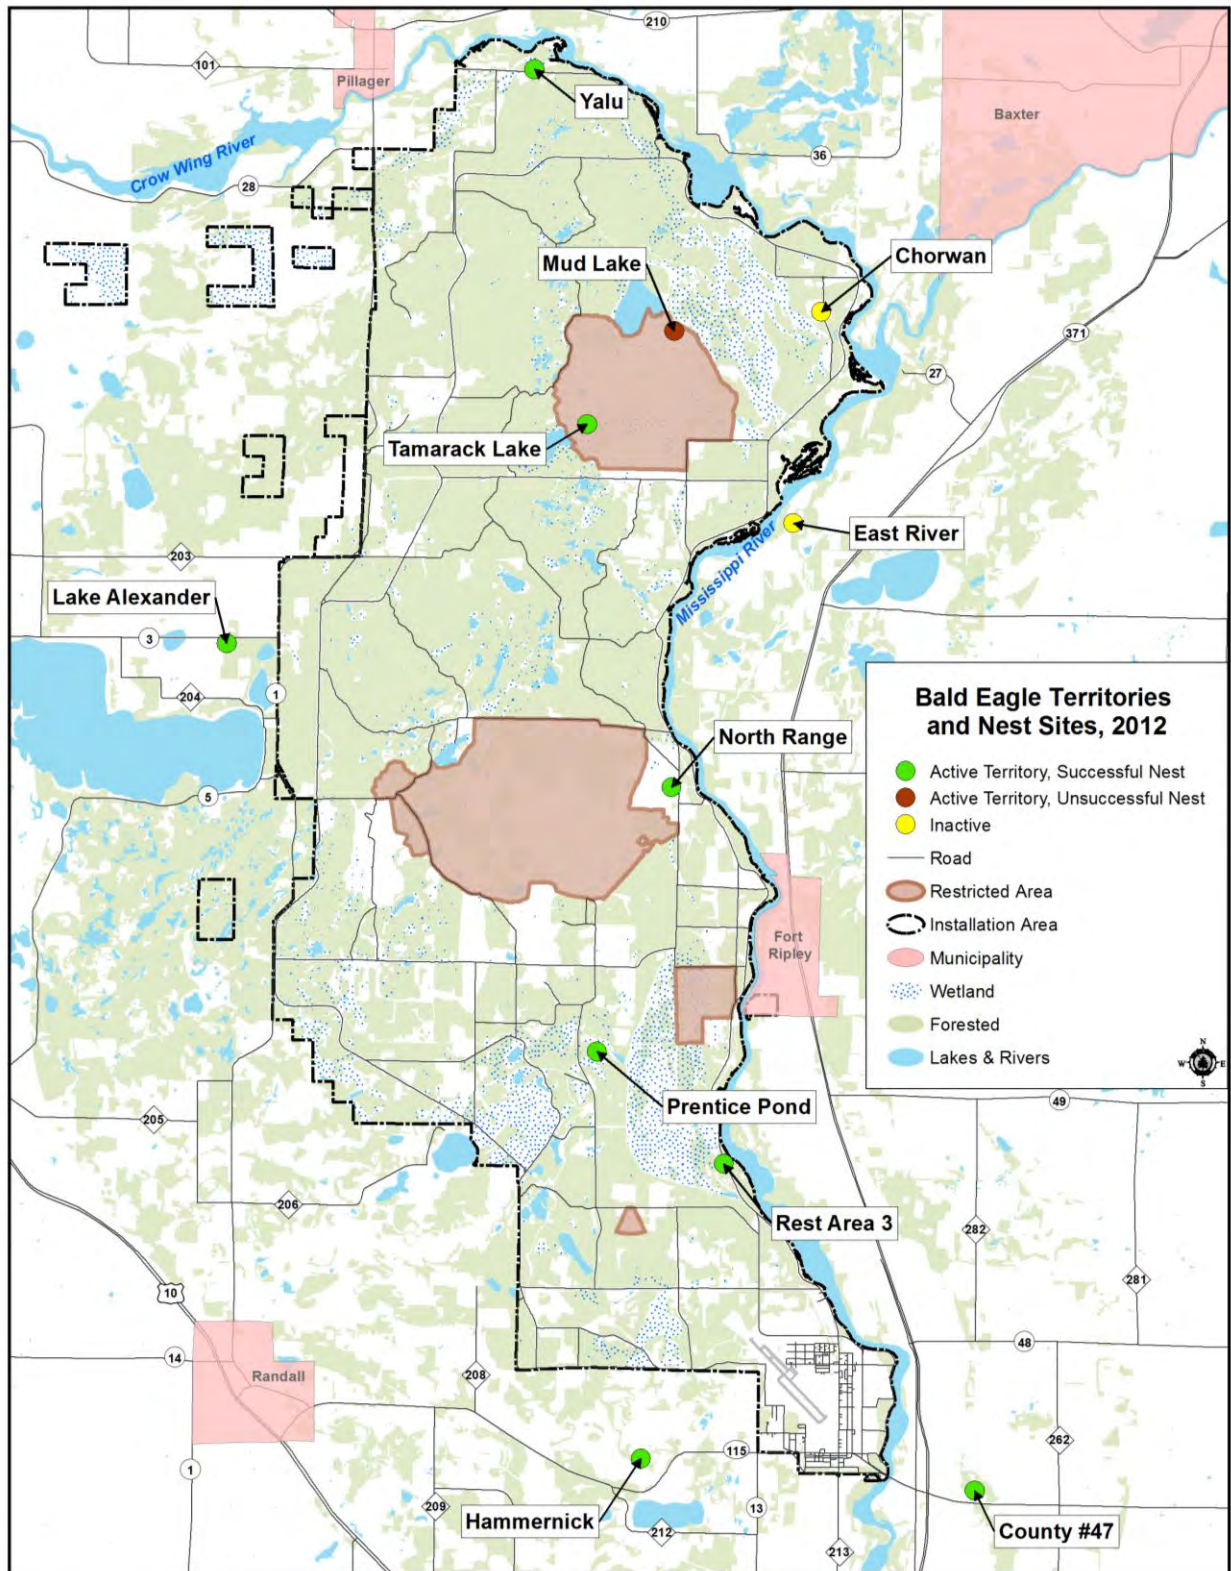 210
101
Pillager
Yalu
Baxter
36
Crow Wing River
28
Mud Lake
Chorwan
371
27
Tamarack Lake
East River
203
Mississippi River
Lake Alexander
3
204
1
5
North Range
Bald Eagle Territories
and Nest Sites, 2012
Active Territory, Successful Nest
Active Territory, Unsuccessful Nest
Inactive
Road
Restricted Area
Installation Area
Municipality
Wetland
Forested
Lakes & Rivers
N
W E
S
Fort
Ripley
Prentice Pond
49
205
206
Rest Area 3
282
281
10
14
Randall
208
48
115
262
1
Hammernick
209
212
13
213
County #47